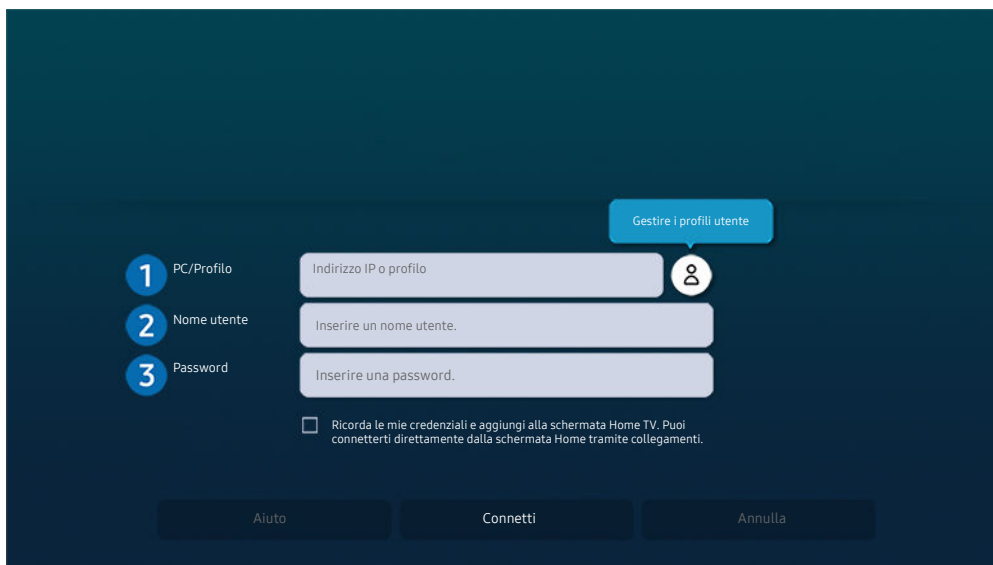 Gestire i profili utente
1 PC/Profilo Indirizzo IP o profilo
2 Nome utente Inserire un nome utente.
3 Password Inserire una password.
Ricorda le mie credenziali e aggiungi alla schermata Home TV. Puoi
connetterti direttamente dalla schermata Home tramite collegamenti.
Aiuto Connetti Annulla